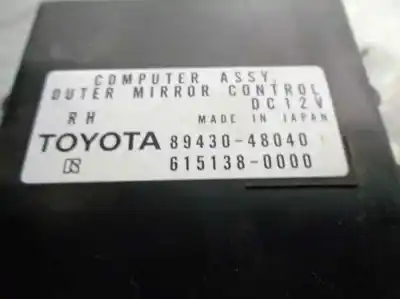 COMPUTER ASSY,
OUTER MIRROR CONTROL
DC12V
RH MADE IN JAPAN
TOYOTA 89430-48040
615138-0000